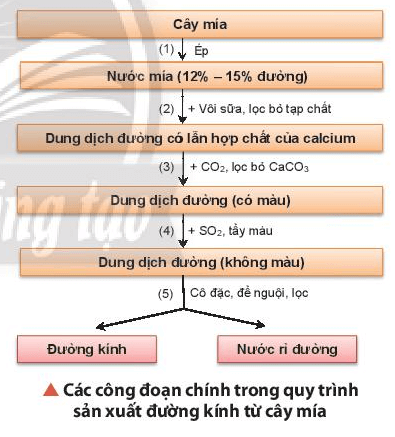 Cây mía
(1) Ép
Nước mía (12% – 15% đường)
(2) + Vôi sữa, lọc bỏ tạp chất
Dung dịch đường có lẫn hợp chất của calcium
(3) + CO₂, lọc bỏ CaCO₃
Dung dịch đường (có màu)
(4) + SO₂, tẩy màu
Dung dịch đường (không màu)
(5) Cô đặc, để nguội, lọc
Đường kính
Nước rỉ đường
▲ Các công đoạn chính trong quy trình
sản xuất đường kính từ cây mía